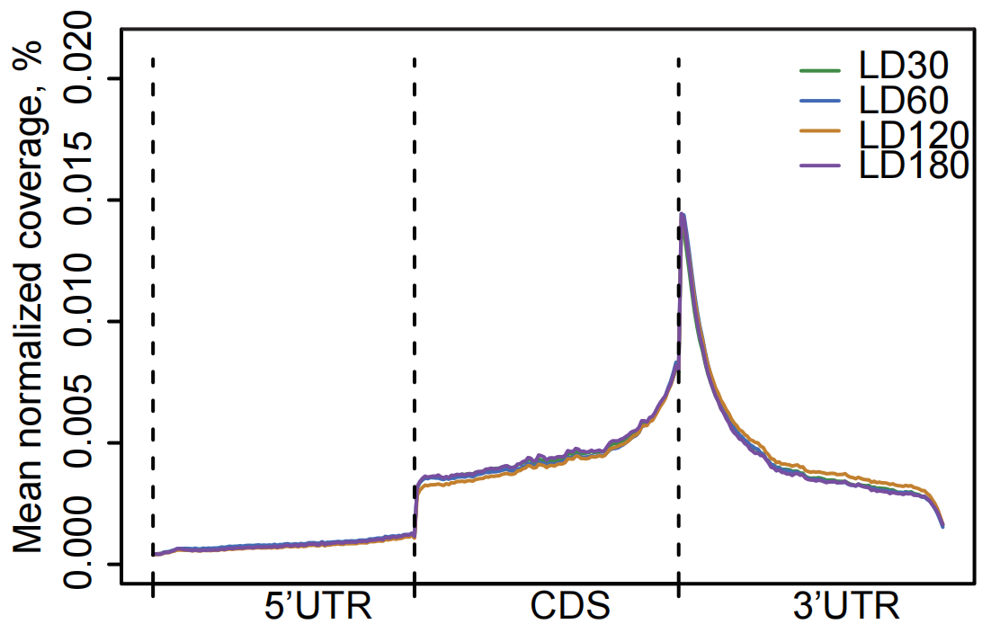 Mean normalized coverage, %
0.020
0.015
0.010
0.005
0.000
LD30
LD60
LD120
LD180
5’UTR
CDS
3’UTR